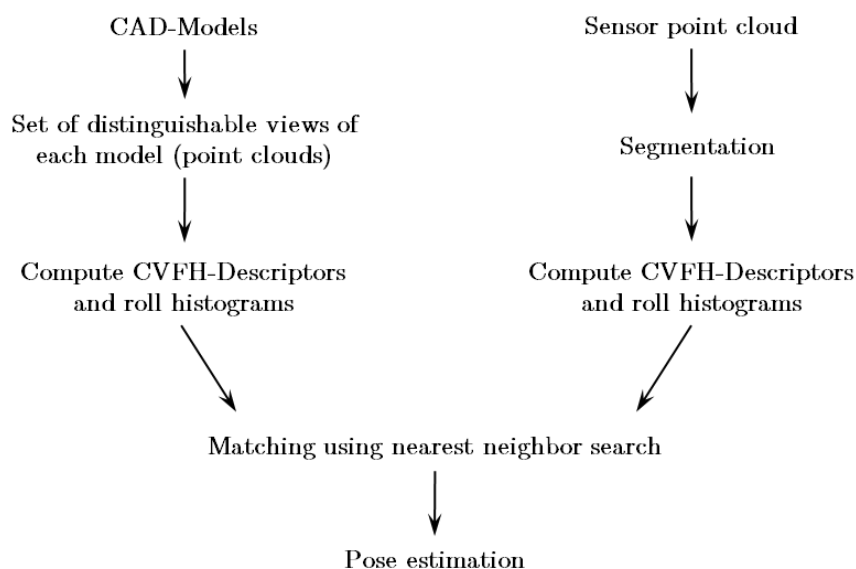 CAD-Models
Sensor point cloud
Set of distinguishable views of
each model (point clouds)
Segmentation
Compute CVFH-Descriptors
and roll histograms
Compute CVFH-Descriptors
and roll histograms
Matching using nearest neighbor search
Pose estimation